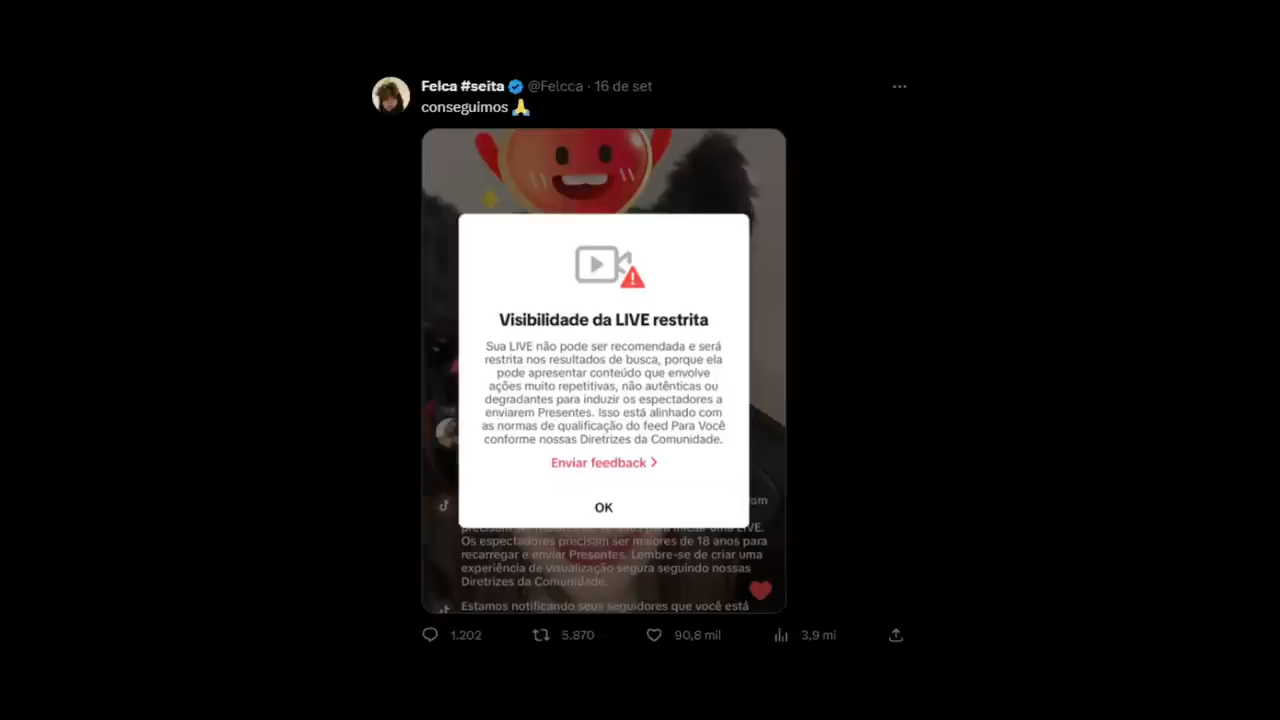 Felca #seita @Felcca · 16 de set
conseguimos 🙏
Visibilidade da LIVE restrita
Sua LIVE não pode ser recomendada e será
restrita nos resultados de busca, porque ela
pode apresentar conteúdo que envolve
ações muito repetitivas, não autênticas ou
degradantes para induzir os espectadores a
enviarem Presentes. Isso está alinhado com
as normas de qualificação do feed Para Você
conforme nossas Diretrizes da Comunidade.
Enviar feedback >
OK
LIVE.
Os espectadores precisam ser maiores de 18 anos para
recarregar e enviar Presentes. Lembre-se de criar uma
experiência de visualização segura seguindo nossas
Diretrizes da Comunidade.
Estamos notificando seus seguidores que você está
1.202 5.870 90,8 mil 3,9 mi